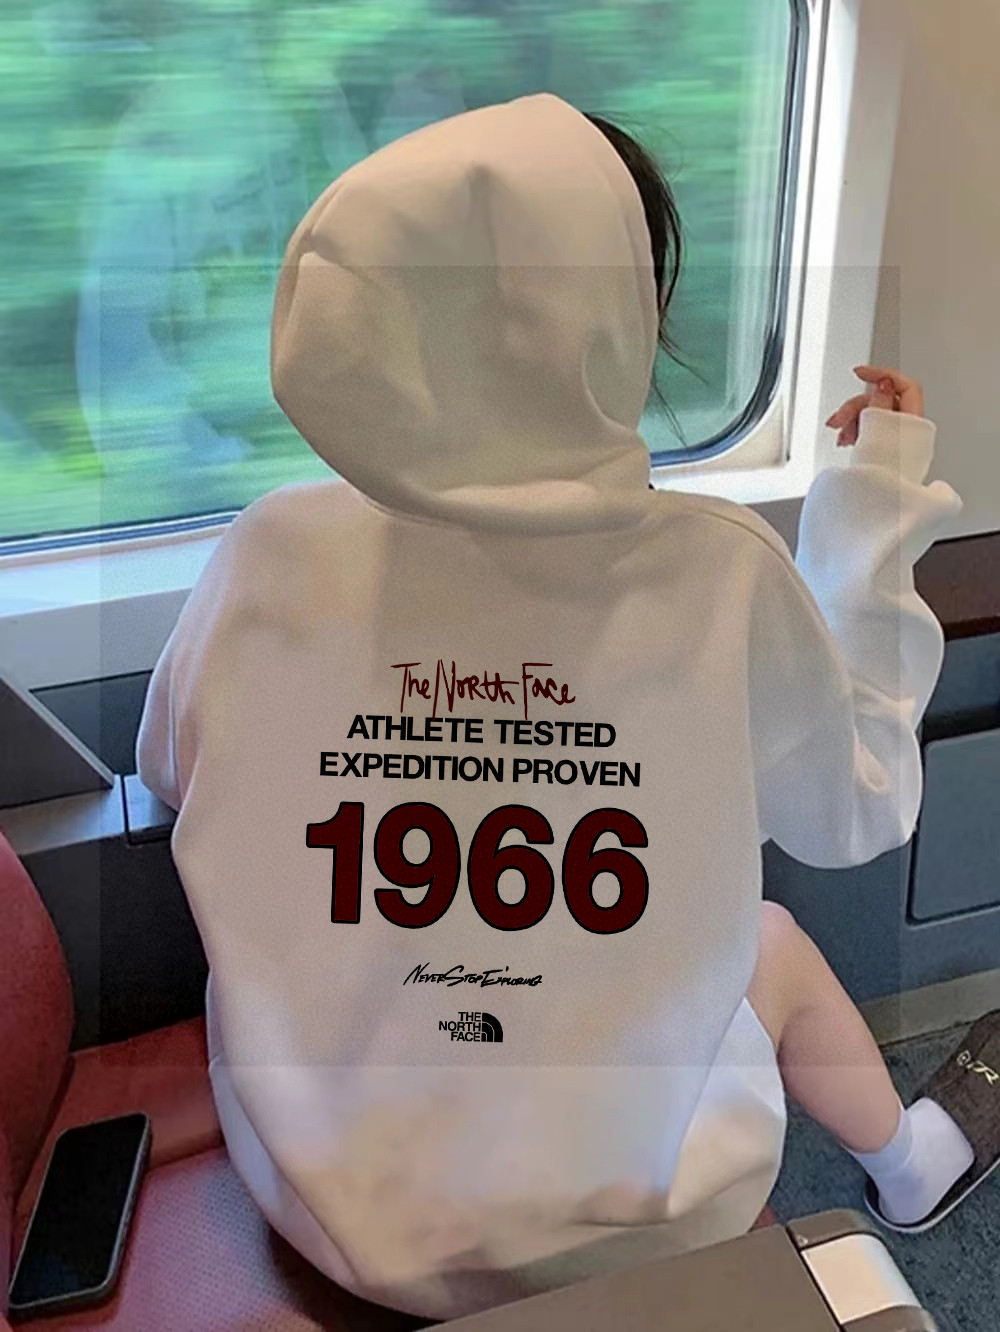 The North Face
ATHLETE TESTED
EXPEDITION PROVEN
1966
NEVER STOP EXPLORING
THE
NORTH
FACE